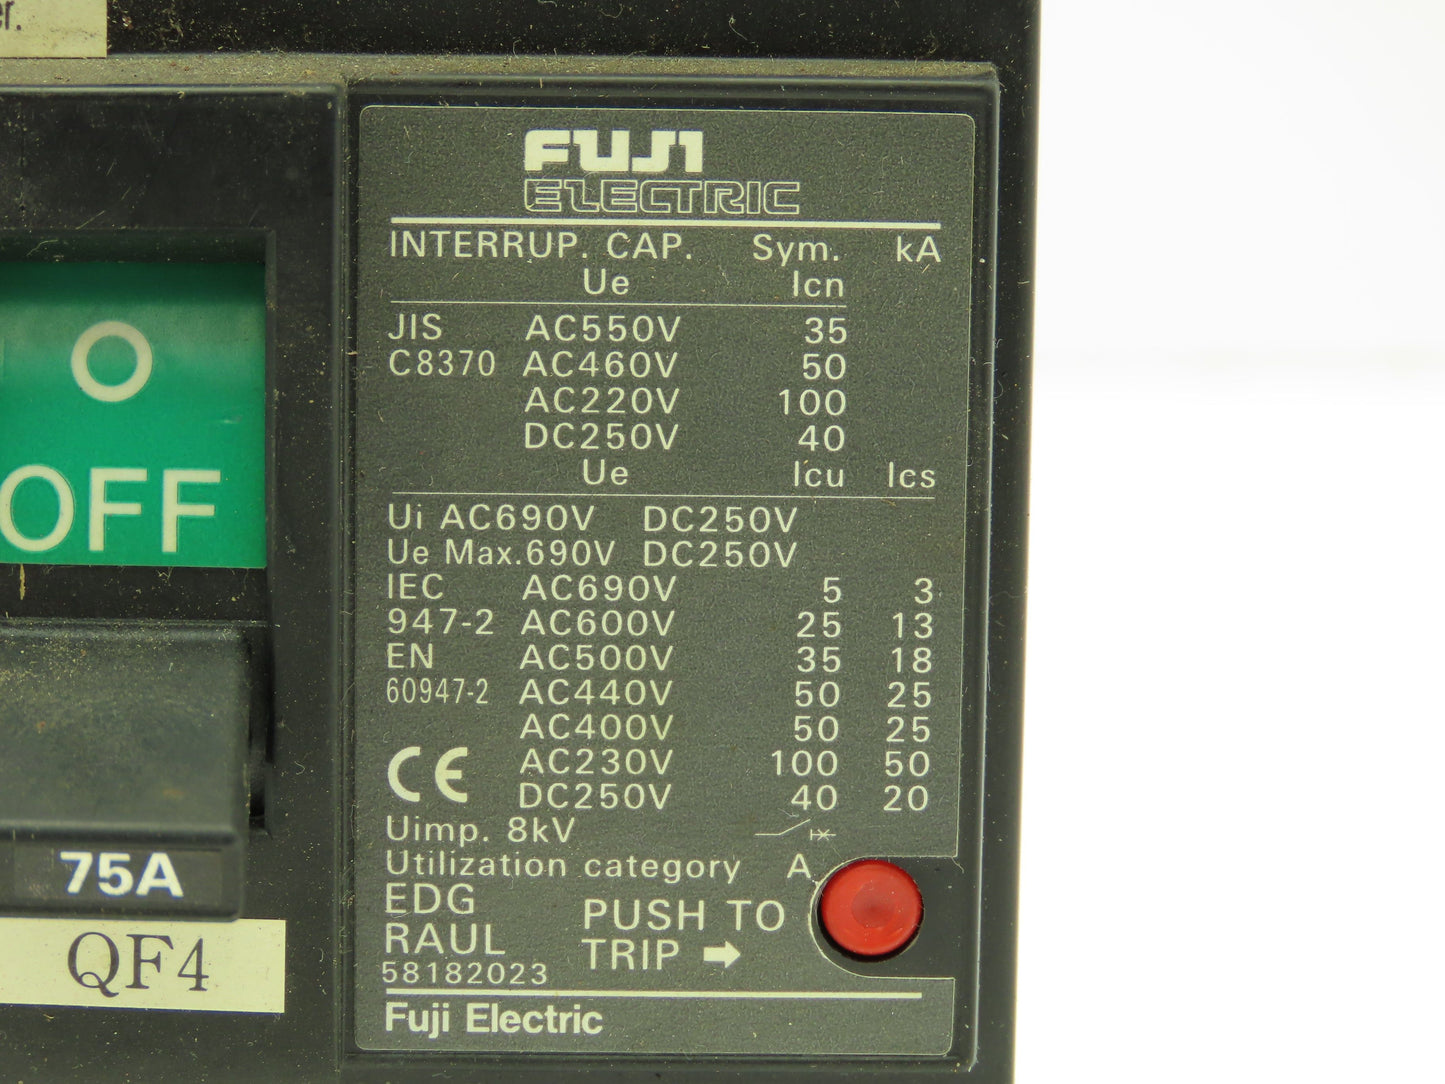 er.
FUJI
ELECTRIC
INTERRUP. CAP. Sym. kA
Ue Icn
JIS AC550V 35
C8370 AC460V 50
AC220V 100
DC250V 40
Ue Icu Ics
Ui AC690V DC250V
Ue Max.690V DC250V
IEC AC690V 5 3
947-2 AC600V 25 13
EN AC500V 35 18
60947-2 AC440V 50 25
AC400V 50 25
CE AC230V 100 50
DC250V 40 20
Uimp. 8kV
Utilization category A
EDG
RAUL
58182023
PUSH TO
TRIP
Fuji Electric
O
OFF
75A
QF4